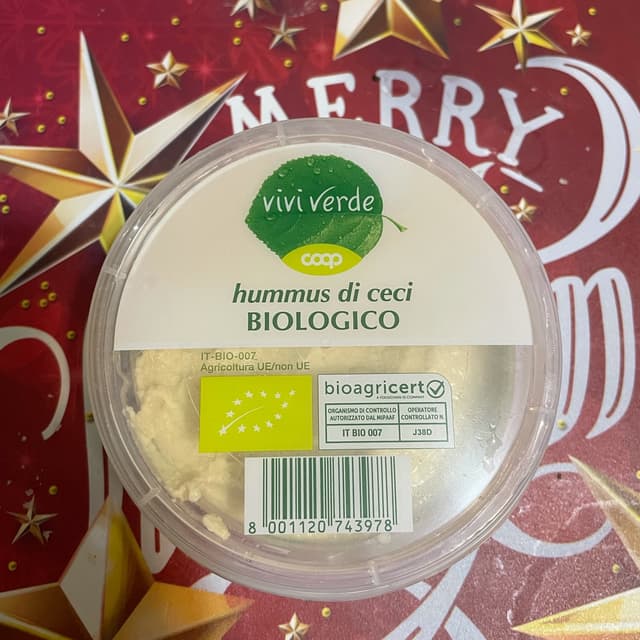 MERRY
vivi verde
coop
hummus di ceci
BIOLOGICO
IT-BIO-007
Agricoltura UE/non UE
bioagricert
ORGANISMO DI CONTROLLO
AUTORIZZATO DAL MIPAAF
IT BIO 007
OPERATORE
CONTROLLATO N.
J38D
8 001120 743978